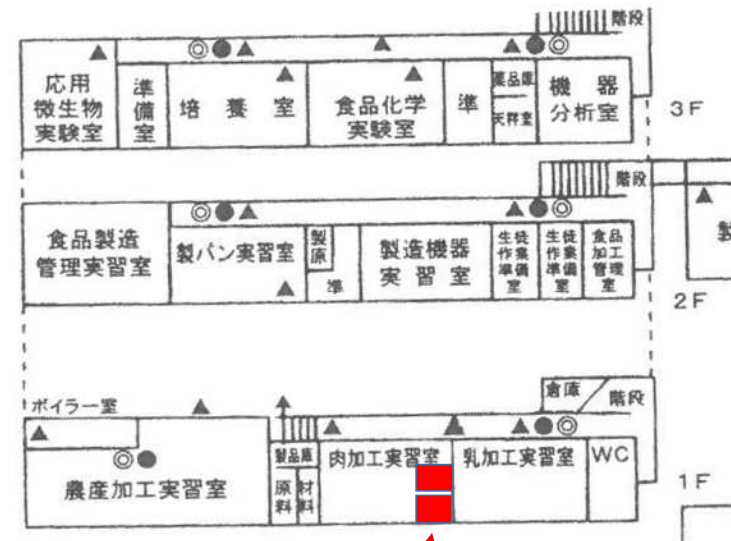 階段
応用
微生物
実験室
準
備
室
培養室
食品化学
実験室
準
薬品庫
天秤室
機器
分析室
3F
階段
食品製造
管理実習室
製パン実習室
製
原
準
製造機器
実習室
生徒
作業
準備
室
生徒
作業
準備
室
食品
加工
管理
室
製
2F
ボイラー室
倉庫
階段
農産加工実習室
製品庫
原料
材料
肉加工実習室
乳加工実習室
WC
1F